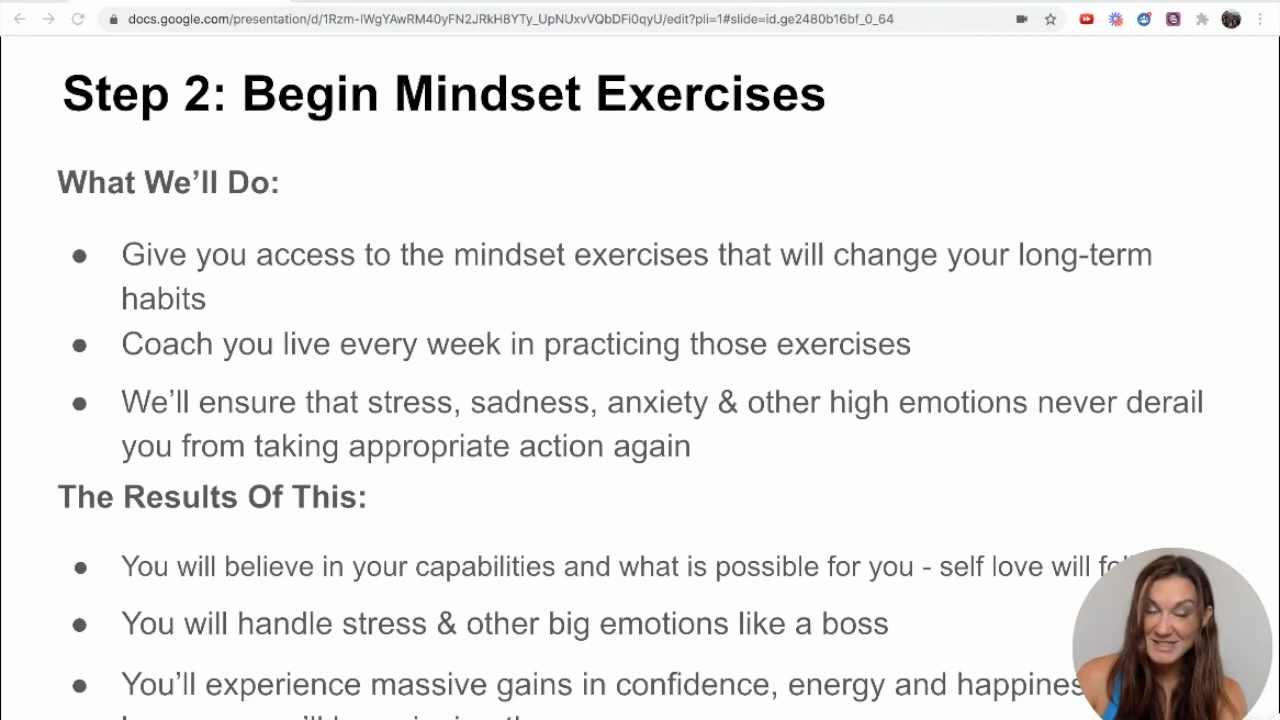 docs.google.com/presentation/d/1Rzm-IWgYAwRM40yFN2JRkH8YTy_UpNUxvVQbDFi0qyU/edit?pli=1#slide=id.ge2480b16bf_0_64
Step 2: Begin Mindset Exercises
What We’ll Do:
● Give you access to the mindset exercises that will change your long-term
habits
● Coach you live every week in practicing those exercises
● We’ll ensure that stress, sadness, anxiety & other high emotions never derail
you from taking appropriate action again
The Results Of This:
● You will believe in your capabilities and what is possible for you - self love will
● You will handle stress & other big emotions like a boss
● You’ll experience massive gains in confidence, energy and